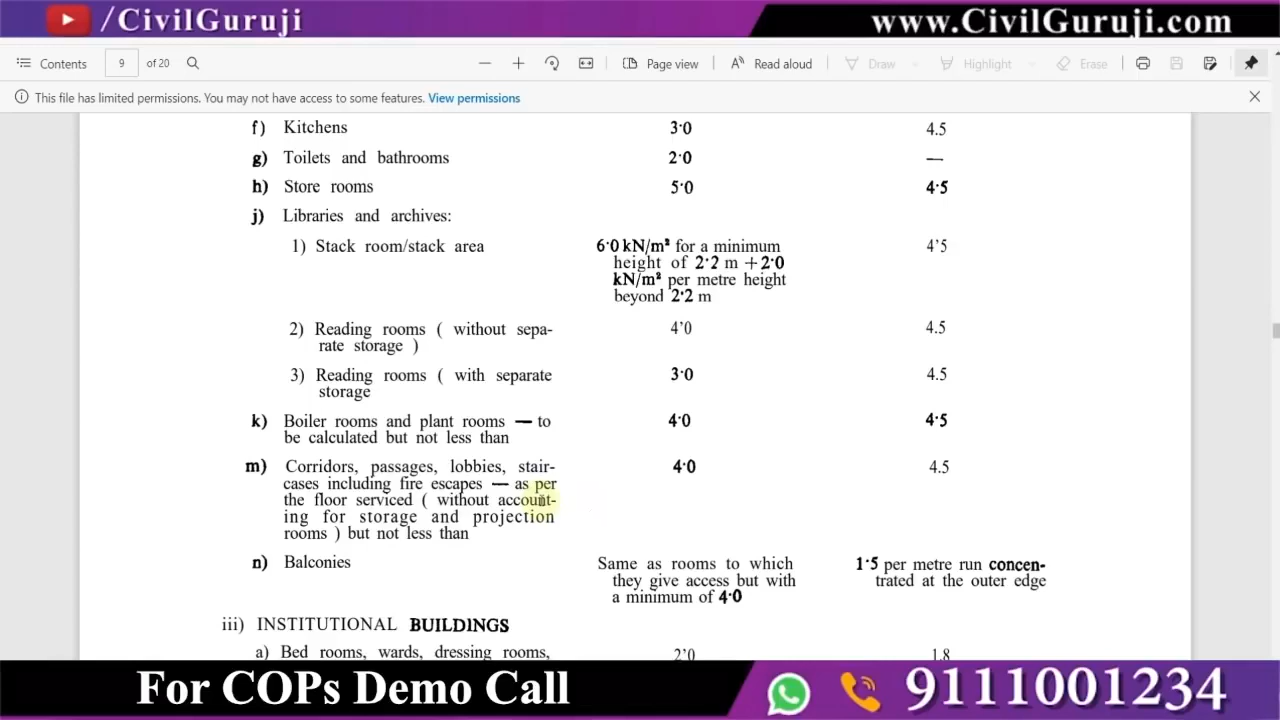 /CivilGuruji
www.CivilGuruji.com
Contents 9 of 20 Page view A Read aloud Draw Highlight Erase
This file has limited permissions. You may not have access to some features. View permissions
f) Kitchens 3·0 4.5
g) Toilets and bathrooms 2·0 —
h) Store rooms 5·0 4·5
j) Libraries and archives:
1) Stack room/stack area 6·0 kN/m² for a minimum 4'5
height of 2·2 m +2·0
kN/m² per metre height
beyond 2·2 m
2) Reading rooms ( without sepa- 4'0 4.5
rate storage )
3) Reading rooms ( with separate 3·0 4.5
storage
k) Boiler rooms and plant rooms — to 4·0 4·5
be calculated but not less than
m) Corridors, passages, lobbies, stair- 4·0 4.5
cases including fire escapes — as per
the floor serviced ( without account-
ing for storage and projection
rooms ) but not less than
n) Balconies Same as rooms to which 1·5 per metre run concen-
they give access but with trated at the outer edge
a minimum of 4·0
iii) INSTITUTIONAL BUILDINGS
a) Bed rooms, wards, dressing rooms, 2'0 1.8
For COPs Demo Call 9111001234